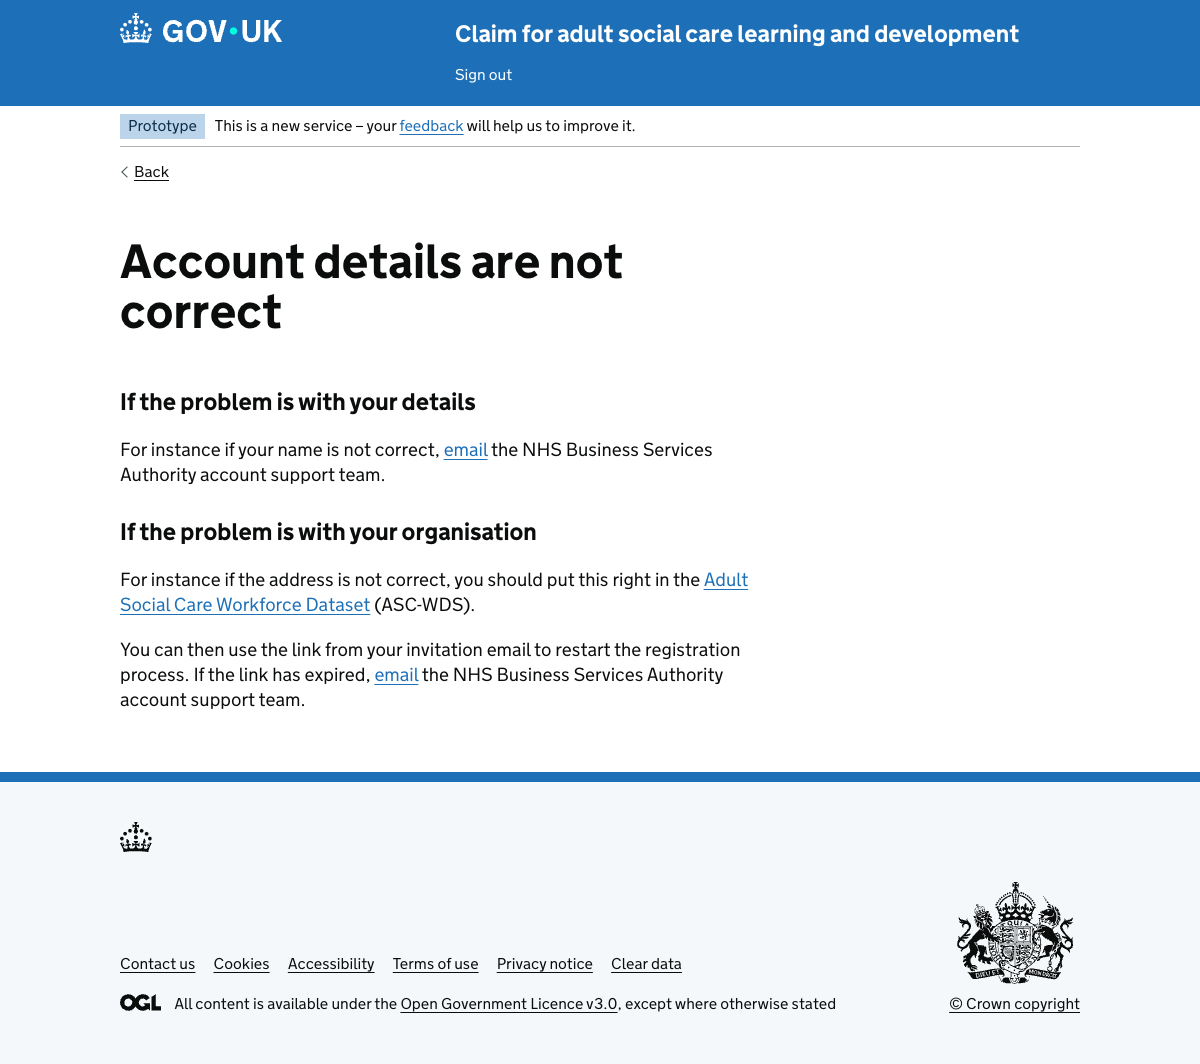 GOV·UK
Claim for adult social care learning and development
Sign out
Prototype This is a new service – your feedback will help us to improve it.
Back
Account details are not
correct
If the problem is with your details
For instance if your name is not correct, email the NHS Business Services
Authority account support team.
If the problem is with your organisation
For instance if the address is not correct, you should put this right in the Adult
Social Care Workforce Dataset (ASC-WDS).
You can then use the link from your invitation email to restart the registration
process. If the link has expired, email the NHS Business Services Authority
account support team.
Contact us Cookies Accessibility Terms of use Privacy notice Clear data
OGL All content is available under the Open Government Licence v3.0, except where otherwise stated
© Crown copyright